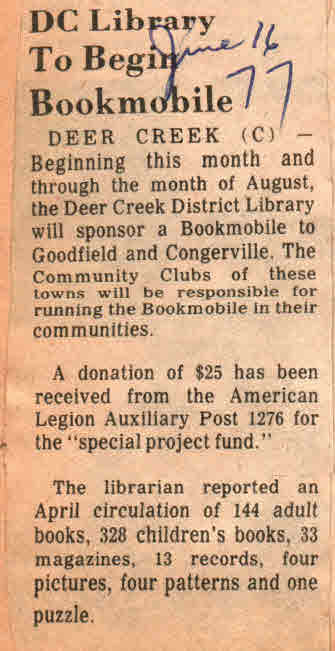 DC Library
To Begin
Bookmobile
June 16
77
DEER CREEK (C) —
Beginning this month and
through the month of August,
the Deer Creek District Library
will sponsor a Bookmobile to
Goodfield and Congerville. The
Community Clubs of these
towns will be responsible for
running the Bookmobile in their
communities.
A donation of $25 has been
received from the American
Legion Auxiliary Post 1276 for
the "special project fund."
The librarian reported an
April circulation of 144 adult
books, 328 children's books, 33
magazines, 13 records, four
pictures, four patterns and one
puzzle.